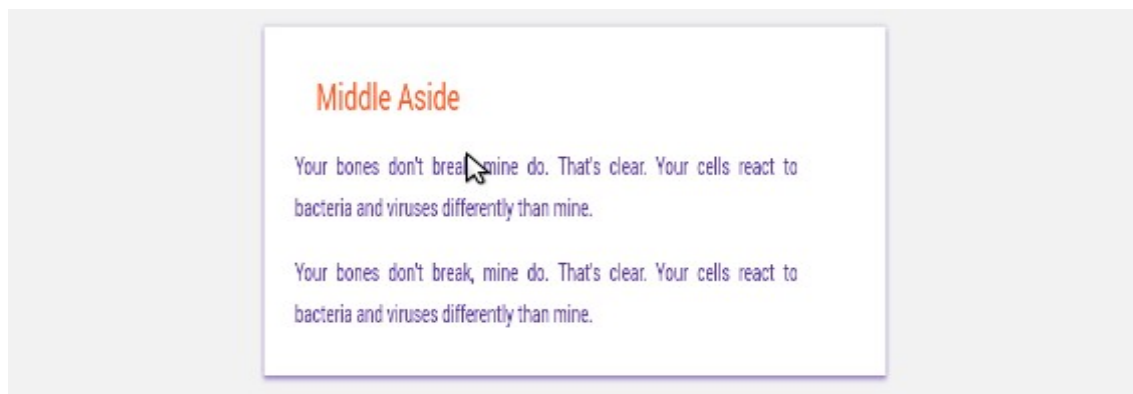 Middle Aside
Your bones don't break mine do. That's clear. Your cells react to
bacteria and viruses differently than mine.
Your bones don't break, mine do. That's clear. Your cells react to
bacteria and viruses differently than mine.